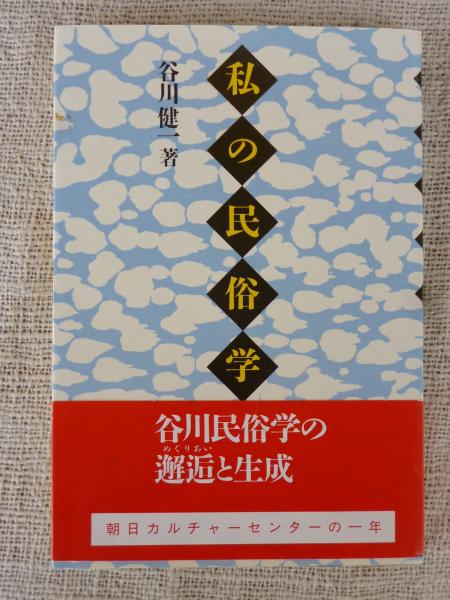 私の民俗学
谷川健一著
谷川民俗学の
めぐりあい
邂逅と生成
朝日カルチャーセンターの一年